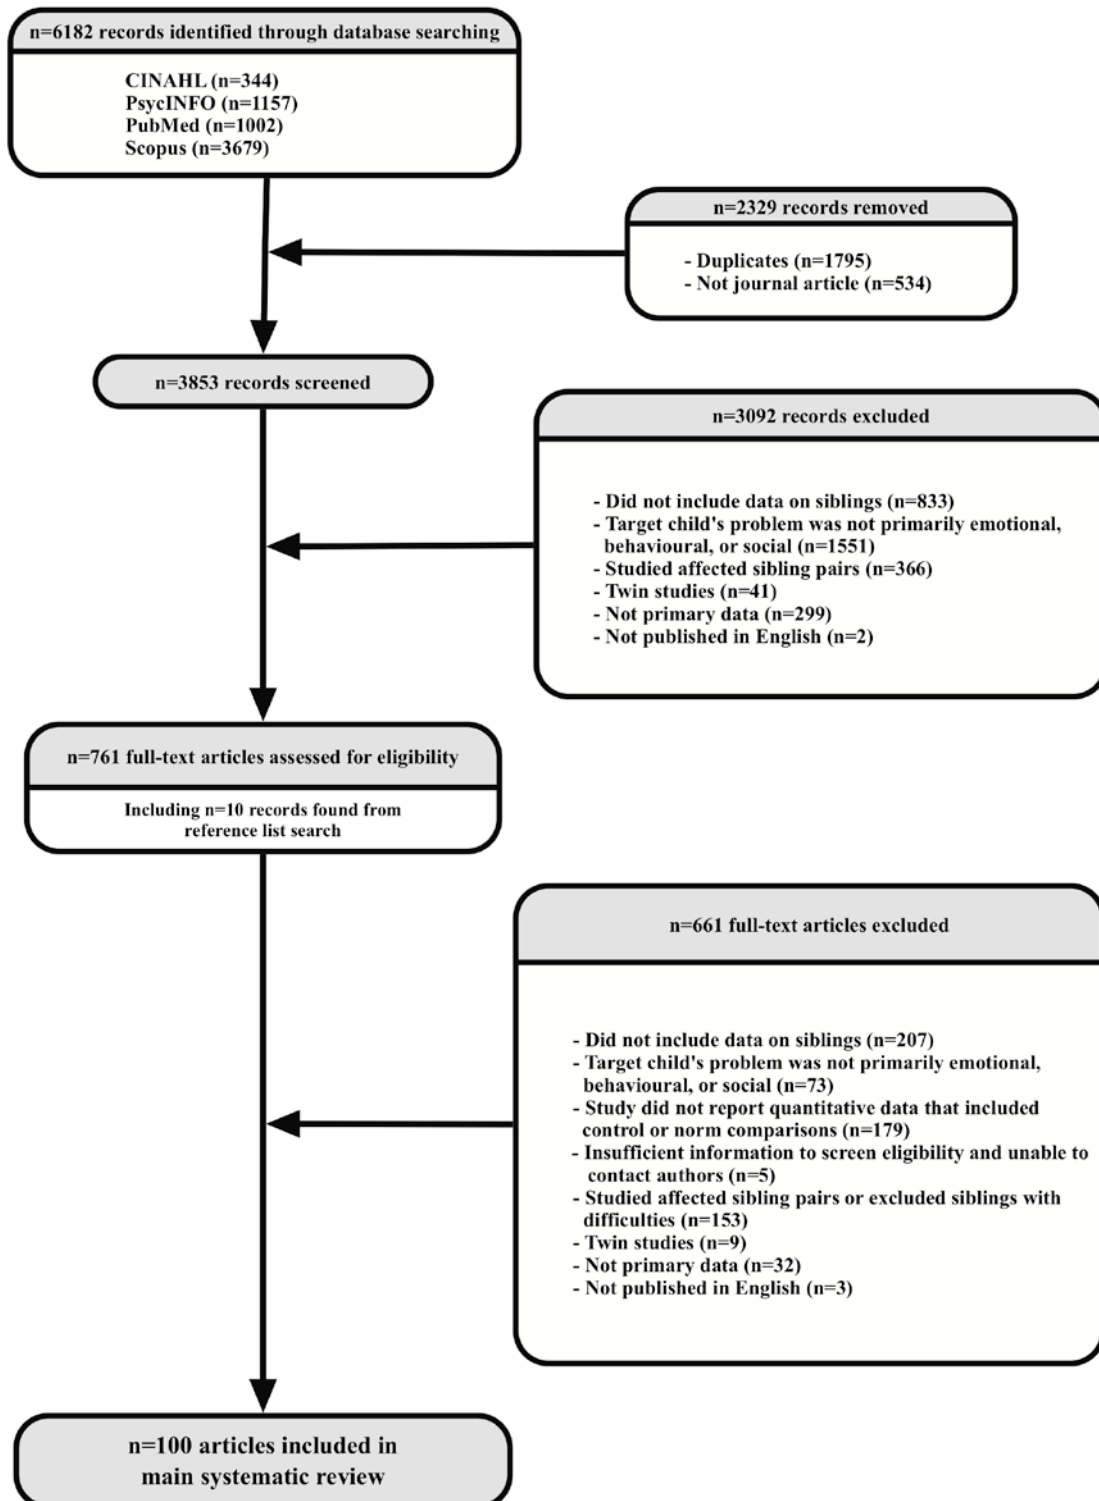 n=6182 records identified through database searching
CINAHL (n=344)
PsycINFO (n=1157)
PubMed (n=1002)
Scopus (n=3679)
n=2329 records removed
- Duplicates (n=1795)
- Not journal article (n=534)
n=3853 records screened
n=3092 records excluded
- Did not include data on siblings (n=833)
- Target child's problem was not primarily emotional,
behavioural, or social (n=1551)
- Studied affected sibling pairs (n=366)
- Twin studies (n=41)
- Not primary data (n=299)
- Not published in English (n=2)
n=761 full-text articles assessed for eligibility
Including n=10 records found from
reference list search
n=661 full-text articles excluded
- Did not include data on siblings (n=207)
- Target child's problem was not primarily emotional,
behavioural, or social (n=73)
- Study did not report quantitative data that included
control or norm comparisons (n=179)
- Insufficient information to screen eligibility and unable to
contact authors (n=5)
- Studied affected sibling pairs or excluded siblings with
difficulties (n=153)
- Twin studies (n=9)
- Not primary data (n=32)
- Not published in English (n=3)
n=100 articles included in
main systematic review